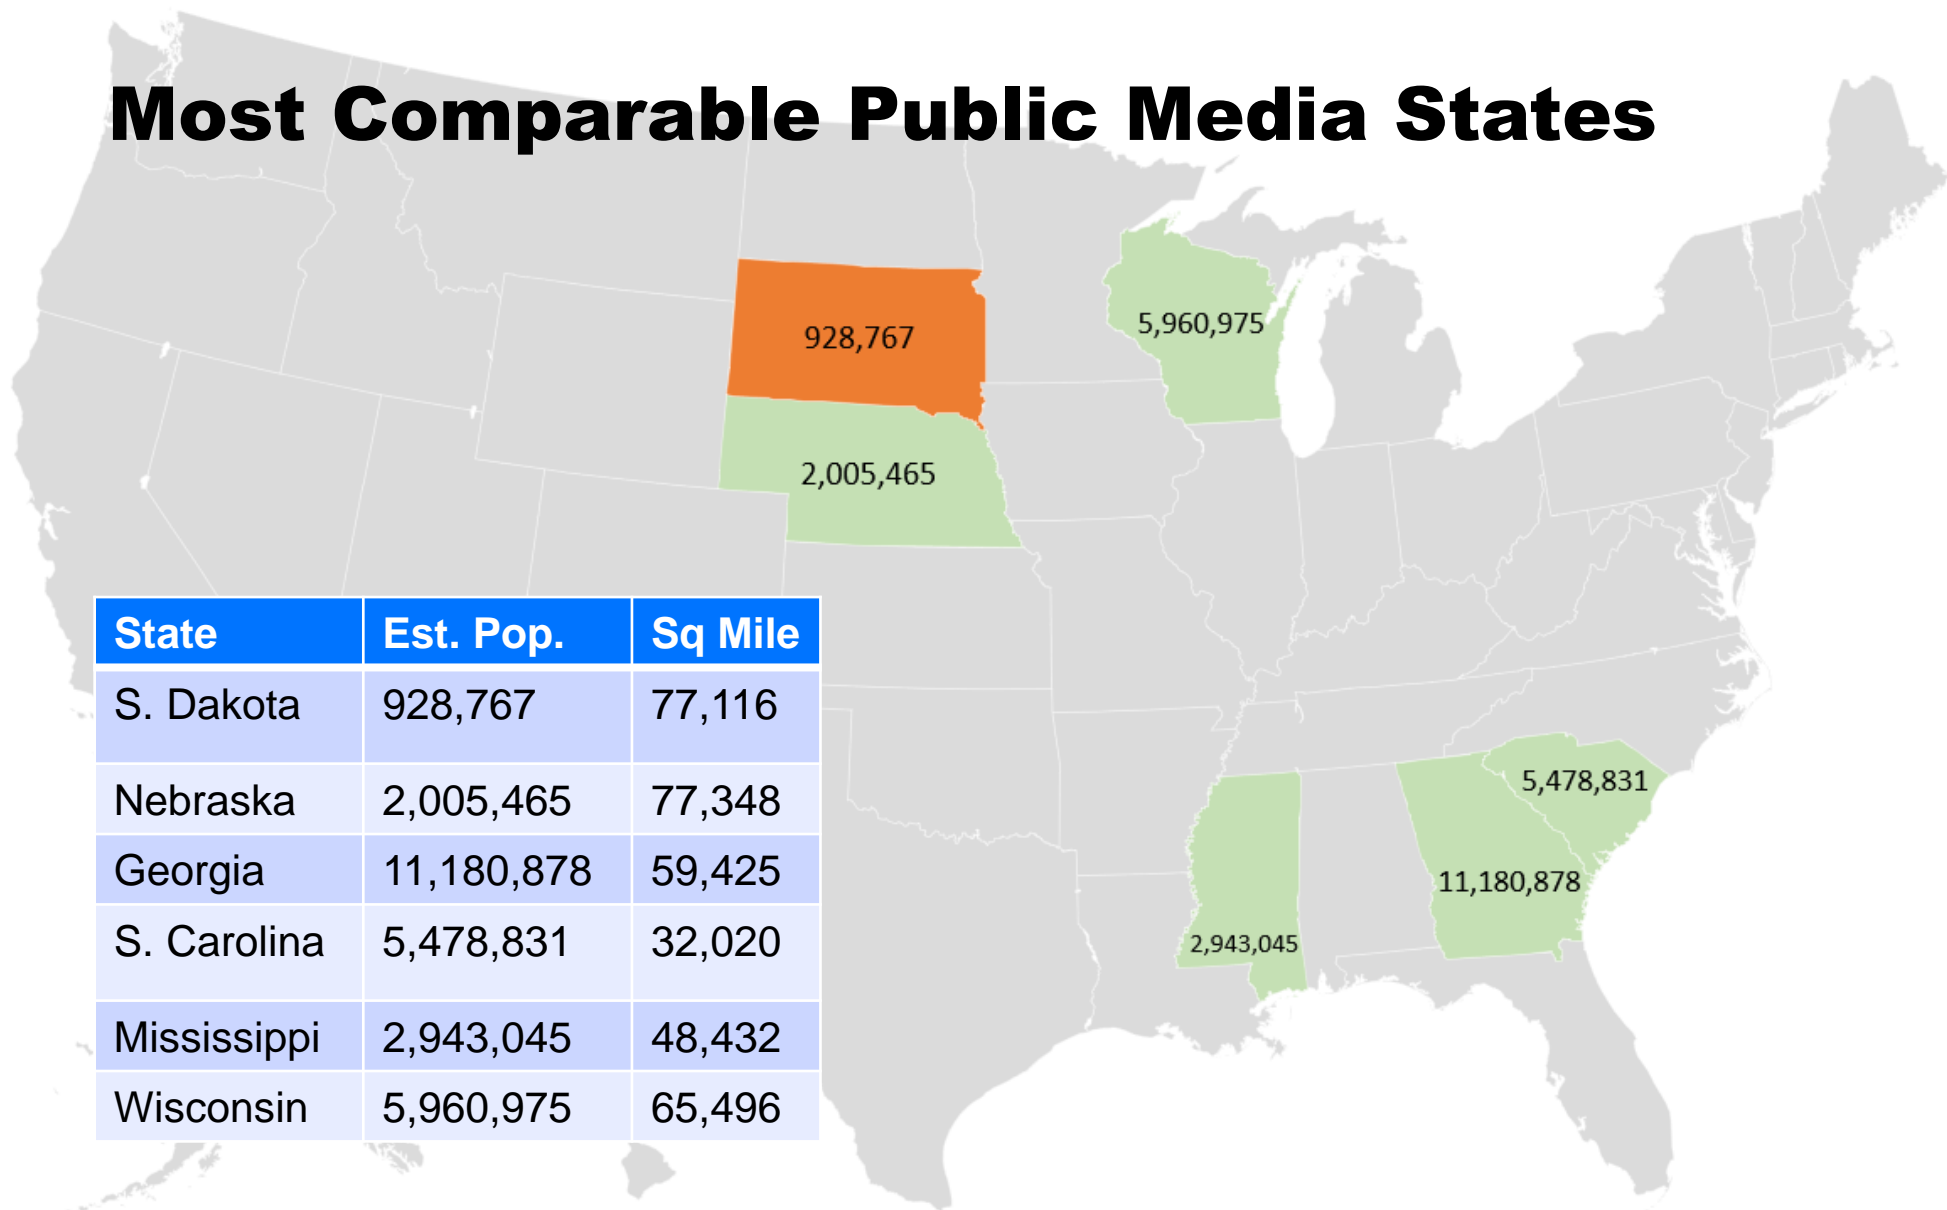 Most Comparable Public Media States
928,767
5,960,975
2,005,465
State Est. Pop. Sq Mile
S. Dakota 928,767 77,116
Nebraska 2,005,465 77,348
Georgia 11,180,878 59,425
S. Carolina 5,478,831 32,020
Mississippi 2,943,045 48,432
Wisconsin 5,960,975 65,496
5,478,831
11,180,878
2,943,045